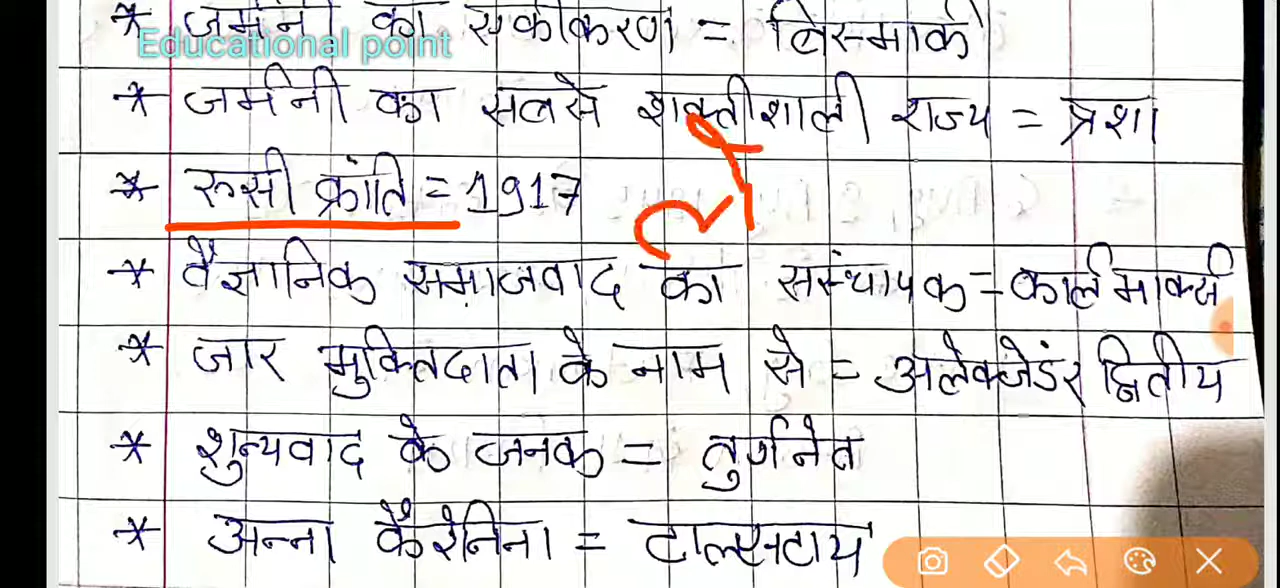 * जर्मनी का एकीकरण = बिस्मार्क
Educational point
* जर्मनी का सबसे शक्तीशाली राज्य = प्रशा
* रुसी क्रांति = 1917
* वैज्ञानिक समाजवाद का संस्थापक = कार्ल मार्क्स
* जार मुक्तिदाता के नाम से = अलेक्जेडंर द्वितीय
* शुन्यवाद के जनक = तुर्गनेव
* अन्ना कैरेनिना = टाल्सटाय